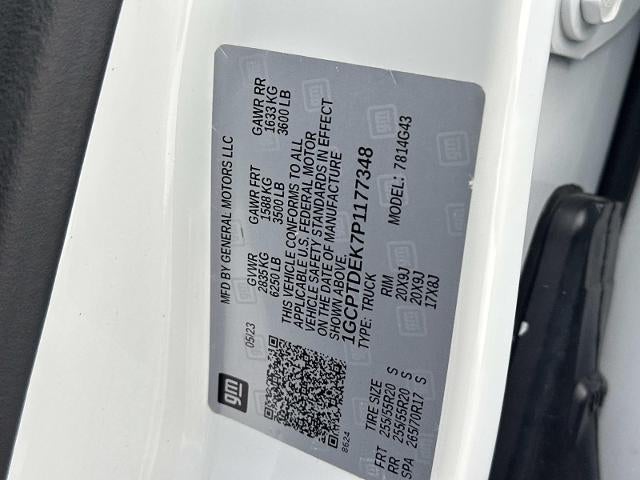 gm
MFD BY GENERAL MOTORS LLC
05/23
GVWR GAWR FRT GAWR RR
2835 KG 1588 KG 1633 KG
6250 LB 3500 LB 3600 LB
THIS VEHICLE CONFORMS TO ALL
APPLICABLE U.S. FEDERAL MOTOR
VEHICLE SAFETY STANDARDS IN EFFECT
ON THE DATE OF MANUFACTURE
SHOWN ABOVE.
1GCPTDEK7P1177348
TYPE: TRUCK MODEL: 7814G43
8624
TIRE SIZE RIM
FRT 255/55R20 S 20X9J
RR 255/55R20 S 20X9J
SPA 265/70R17 S 17X8J